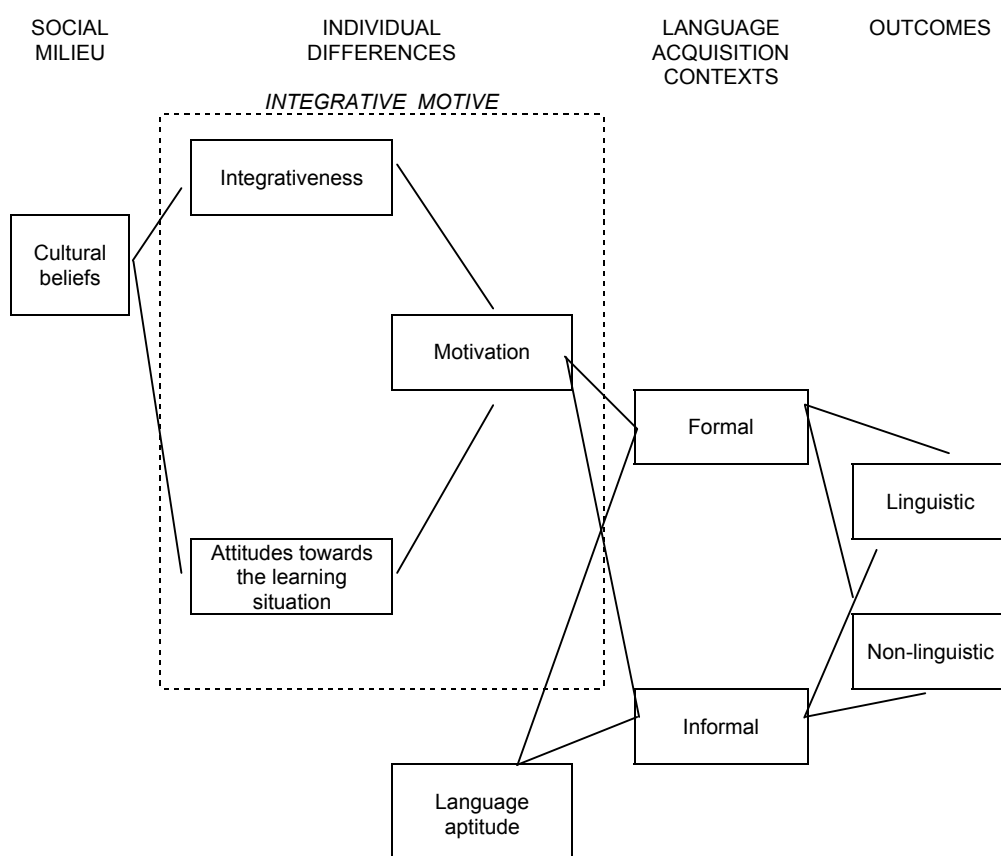 SOCIAL
MILIEU
INDIVIDUAL
DIFFERENCES
LANGUAGE
ACQUISITION
CONTEXTS
OUTCOMES
INTEGRATIVE MOTIVE
Integrativeness
Cultural
beliefs
Motivation
Formal
Linguistic
Attitudes towards
the learning
situation
Non-linguistic
Informal
Language
aptitude